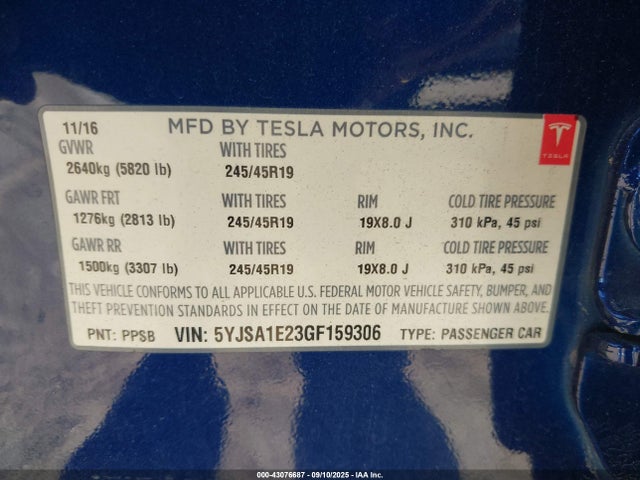 11/16 MFD BY TESLA MOTORS, INC.
TESLA
GVWR WITH TIRES
2640kg (5820 lb) 245/45R19
GAWR FRT WITH TIRES RIM COLD TIRE PRESSURE
1276kg (2813 lb) 245/45R19 19X8.0 J 310 kPa, 45 psi
GAWR RR WITH TIRES RIM COLD TIRE PRESSURE
1500kg (3307 lb) 245/45R19 19X8.0 J 310 kPa, 45 psi
THIS VEHICLE CONFORMS TO ALL APPLICABLE U.S. FEDERAL MOTOR VEHICLE SAFETY, BUMPER, AND
THEFT PREVENTION STANDARDS IN EFFECT ON THE DATE OF MANUFACTURE SHOWN ABOVE.
PNT: PPSB VIN: 5YJSA1E23GF159306 TYPE: PASSENGER CAR
000-43076687 - 09/10/2025 - IAA Inc.